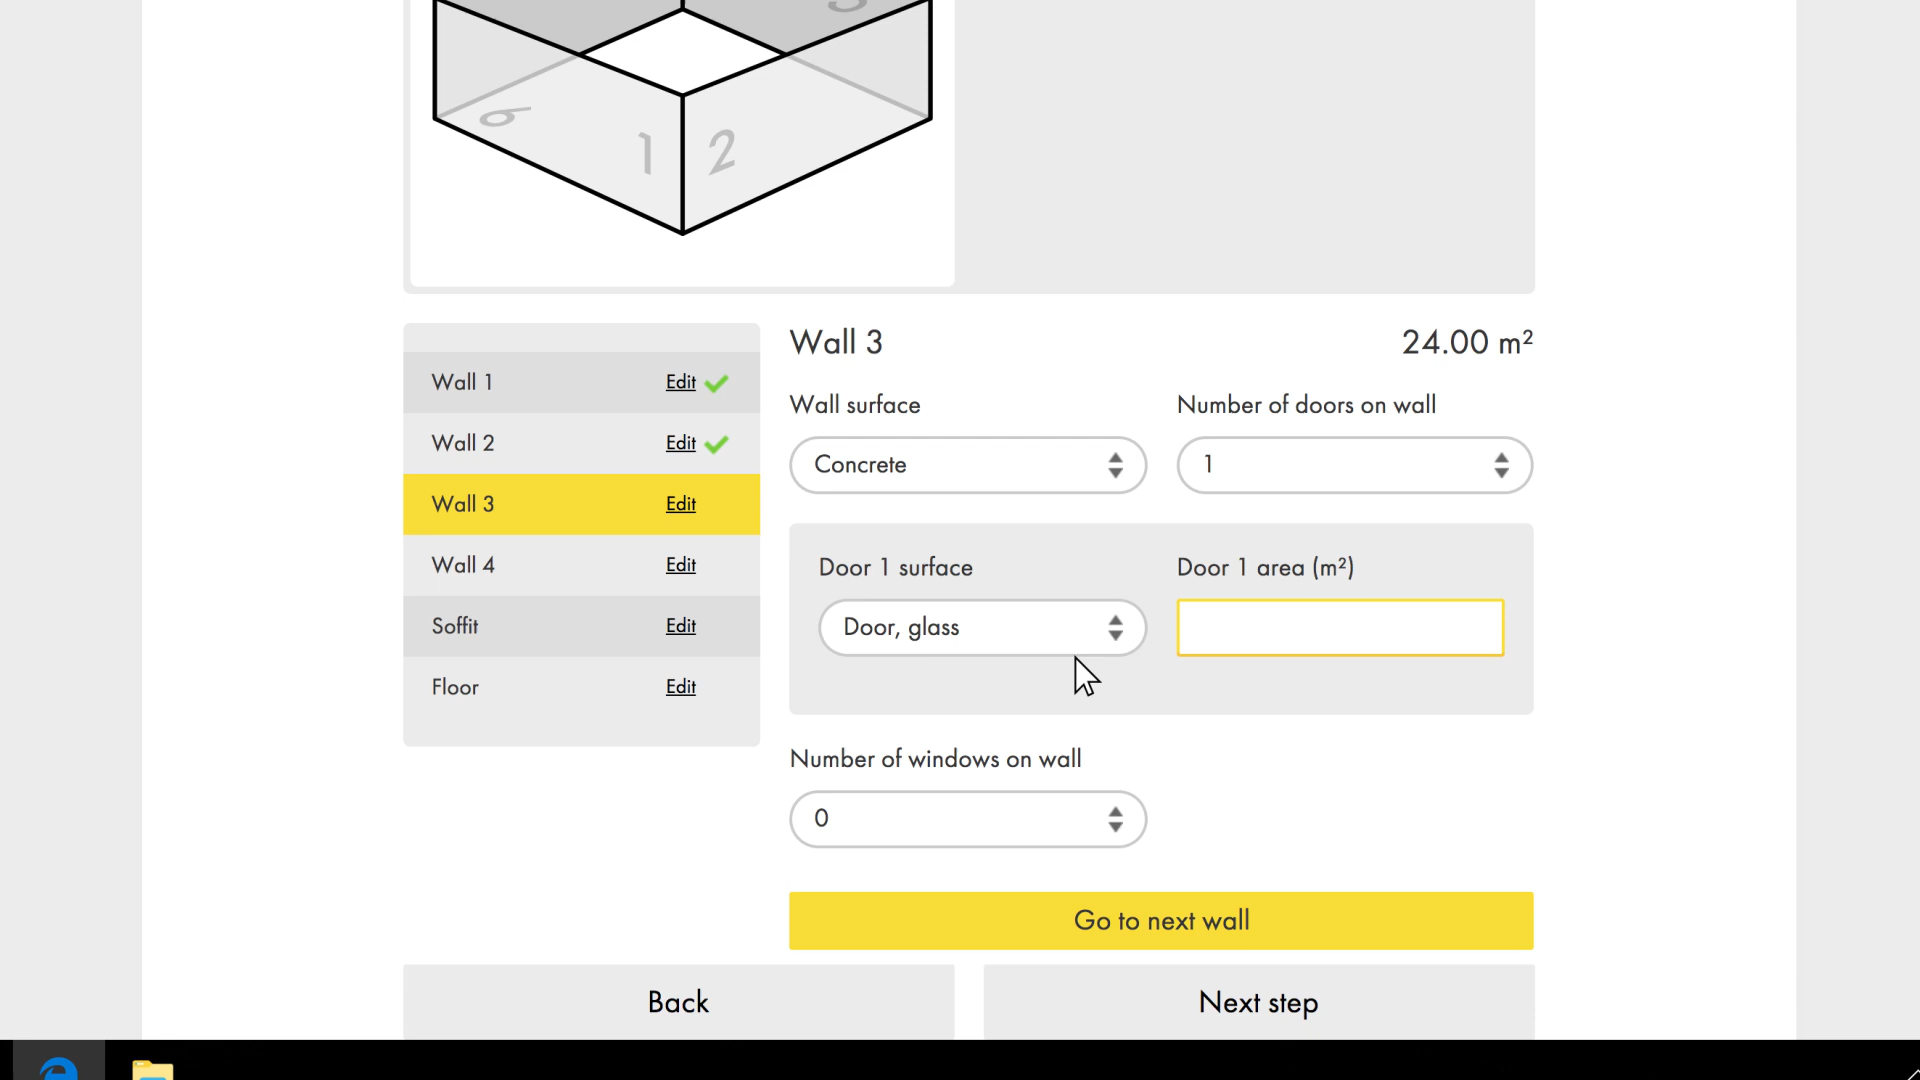 6
1
2
Wall 3
24.00 m²
Wall 1 Edit
Wall 2 Edit
Wall 3 Edit
Wall 4 Edit
Soffit Edit
Floor Edit
Wall surface
Number of doors on wall
Concrete
1
Door 1 surface
Door 1 area (m²)
Door, glass
Number of windows on wall
0
Go to next wall
Back
Next step